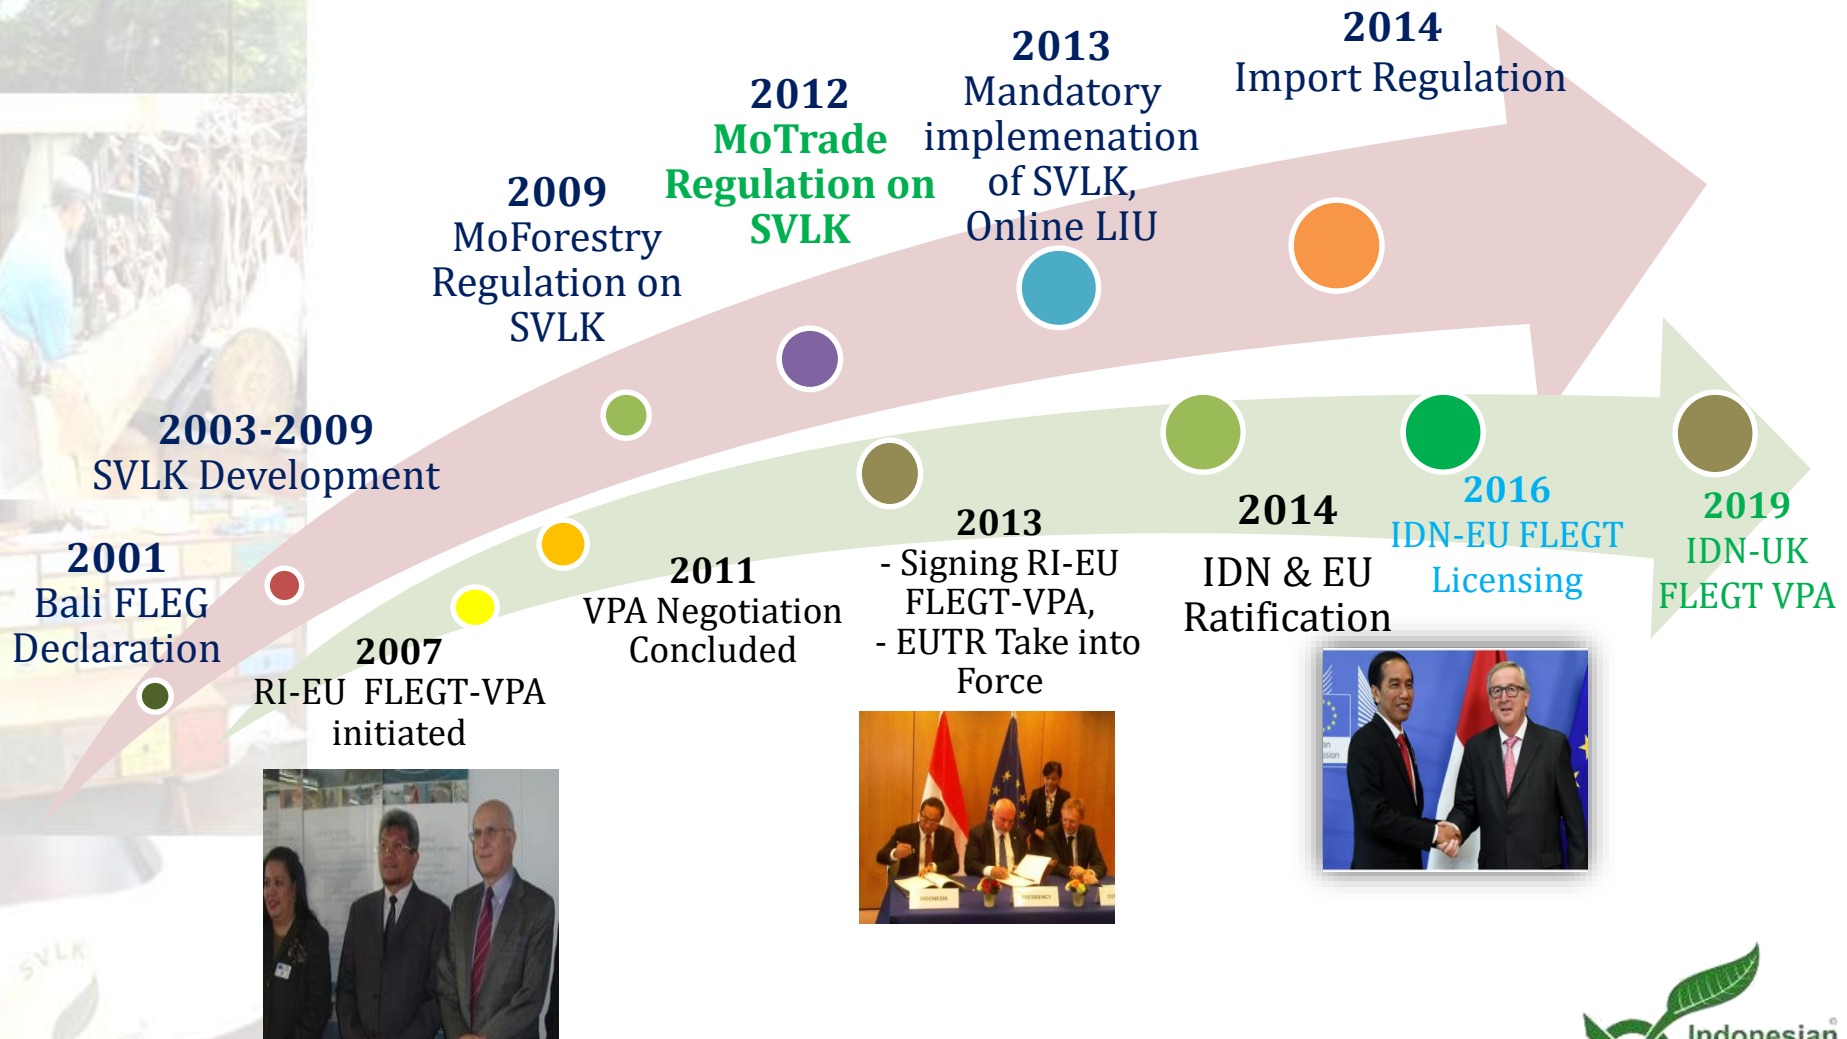 2001
Bali FLEG
Declaration
2003-2009
SVLK Development
2009
MoForestry
Regulation on
SVLK
2012
MoTrade
Regulation on
SVLK
2013
Mandatory
implemenation
of SVLK,
Online LIU
2014
Import Regulation
2007
RI-EU FLEGT-VPA
initiated
2011
VPA Negotiation
Concluded
2013
- Signing RI-EU
FLEGT-VPA,
- EUTR Take into
Force
2014
IDN & EU
Ratification
2016
IDN-EU FLEGT
Licensing
2019
IDN-UK
FLEGT VPA
INDONESIA
PRESIDENCY
SVLK
Indonesian